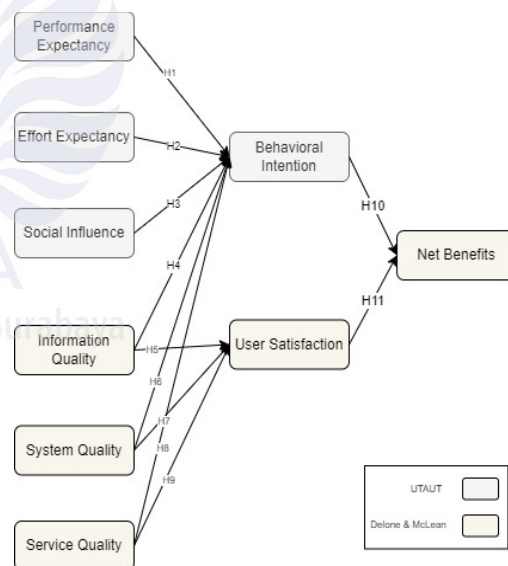 Performance
Expectancy
H1
Effort Expectancy
H2
Behavioral
Intention
Social Influence
H3
H10
H4
Net Benefits
Surabaya
H11
Information
Quality
H5
User Satisfaction
H6
H7
System Quality
H8
H9
UTAUT
Delone & McLean
Service Quality